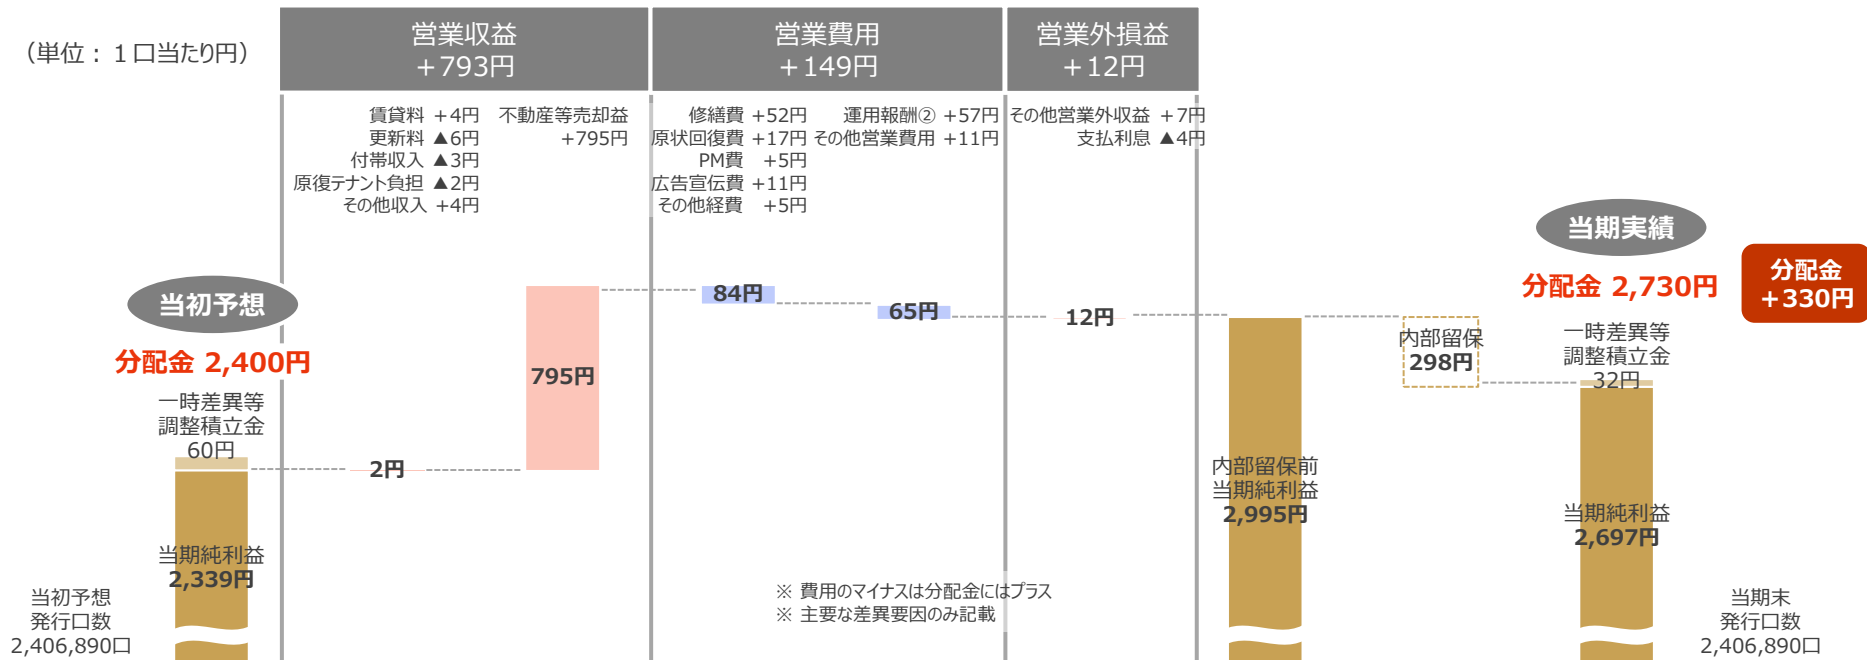 （単位：１口当たり円）
営業収益
+793円
営業費用
+149円
営業外損益
+12円
賃貸料 +4円
更新料 ▲6円
付帯収入 ▲3円
原復テナント負担 ▲2円
その他収入 +4円
不動産等売却益
+795円
修繕費 +52円
原状回復費 +17円
PM費 +5円
広告宣伝費 +11円
その他経費 +5円
運用報酬② +57円
その他営業費用 +11円
その他営業外収益 +7円
支払利息 ▲4円
当初予想
分配金 2,400円
一時差異等
調整積立金
60円
当期純利益
2,339円
当初予想
発行口数
2,406,890口
2円
795円
84円
65円
12円
※ 費用のマイナスは分配金にはプラス
※ 主要な差異要因のみ記載
内部留保前
当期純利益
2,995円
内部留保
298円
当期実績
分配金 2,730円
分配金
+330円
一時差異等
調整積立金
32円
当期純利益
2,697円
当期末
発行口数
2,406,890口